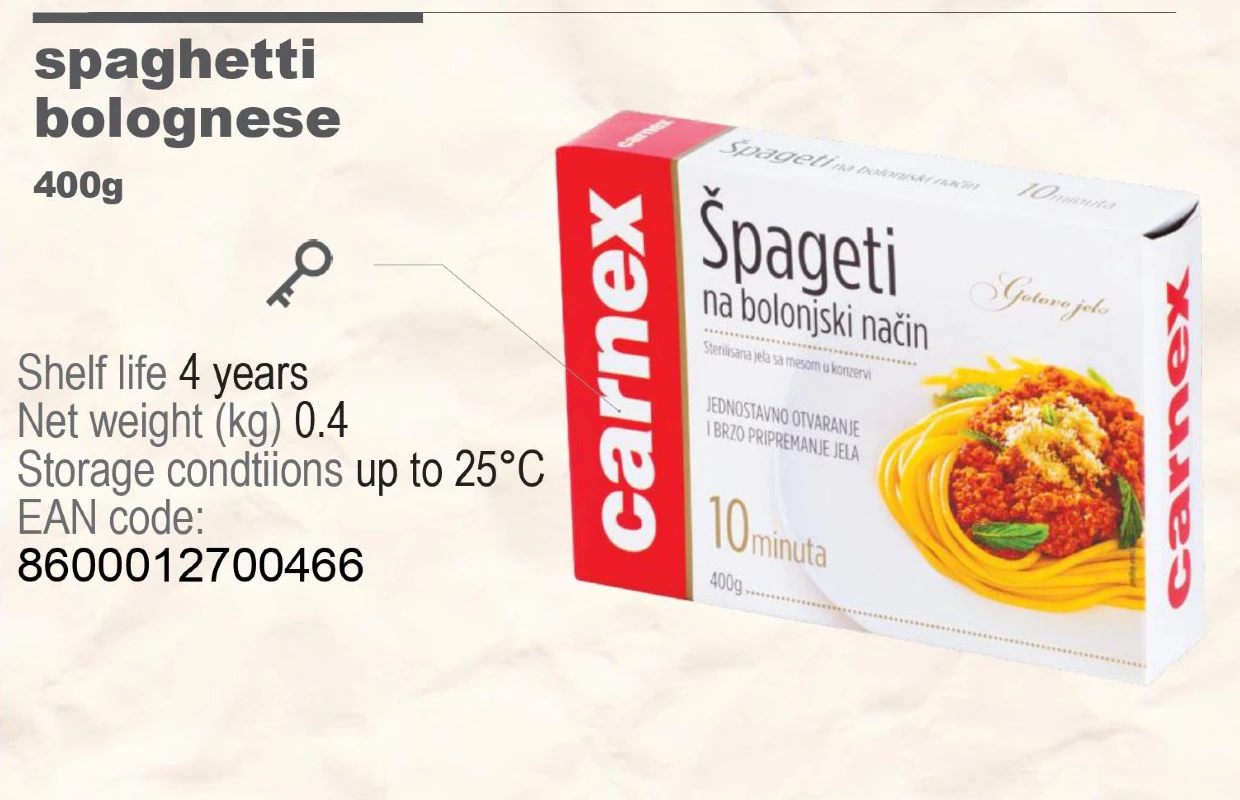 spaghetti
bolognese
400g
Shelf life 4 years
Net weight (kg) 0.4
Storage condtiions up to 25°C
EAN code:
8600012700466
carnex
Špageti na bolonjski način 10 minuta
carnex
Špageti
na bolonjski način
Gotovo jelo
Sterilisana jela sa mesom u konzervi
JEDNOSTAVNO OTVARANJE
I BRZO PRIPREMANJE JELA
10 minuta
400g
carnex